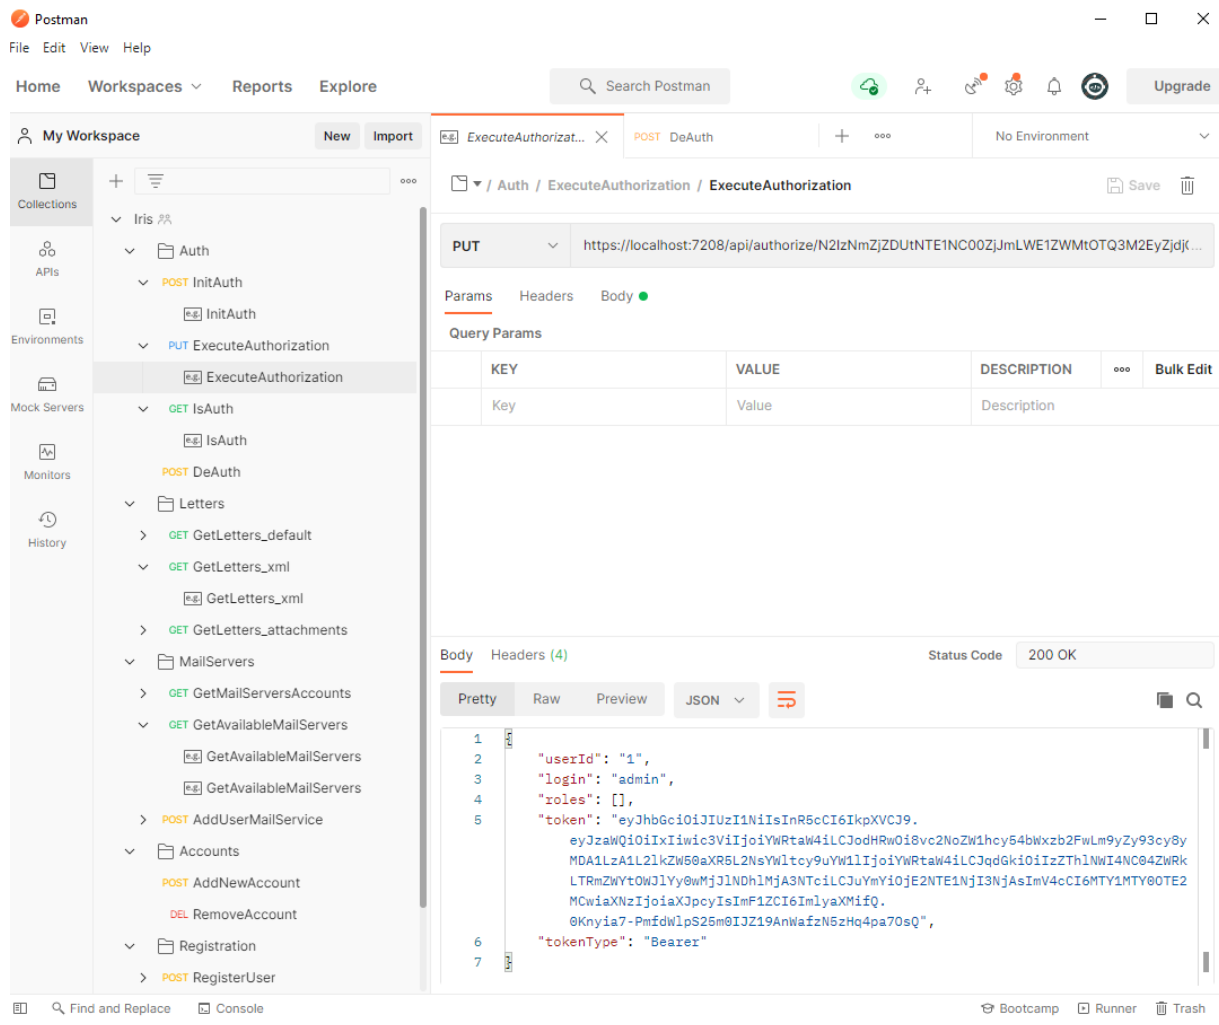 Postman
File Edit View Help
Home Workspaces Reports Explore Search Postman Upgrade
My Workspace New Import
e.g. ExecuteAuthorizat... POST DeAuth No Environment
Collections
APIs
Environments
Mock Servers
Monitors
History
Iris
Auth
POST InitAuth
e.g. InitAuth
PUT ExecuteAuthorization
e.g. ExecuteAuthorization
GET IsAuth
e.g. IsAuth
POST DeAuth
Letters
GET GetLetters_default
GET GetLetters_xml
e.g. GetLetters_xml
GET GetLetters_attachments
MailServers
GET GetMailServersAccounts
GET GetAvailableMailServers
e.g. GetAvailableMailServers
e.g. GetAvailableMailServers
POST AddUserMailService
Accounts
POST AddNewAccount
DEL RemoveAccount
Registration
POST RegisterUser
/ Auth / ExecuteAuthorization / ExecuteAuthorization Save
PUT https://localhost:7208/api/authorize/N2IzNmZjZDUtNTE1NC00ZjJmLWE1ZWMtOTQ3M2EyZjdj...
Params Headers Body
Query Params
KEY VALUE DESCRIPTION Bulk Edit
Key Value Description
Body Headers (4) Status Code 200 OK
Pretty Raw Preview JSON
1 {
2 "userId": "1",
3 "login": "admin",
4 "roles": [],
5 "token": "eyJhbGciOiJIUzI1NiIsInR5cCI6IkpXVCJ9.
eyJzaWQiOiIxIiwic3ViIjoiYWRtaW4iLCJodHRwOi8vc2NoZW1hcy54bWxzb2FwLm9yZy93cy8y
MDA1LzA1L2lkZW50aXR5L2NsYWltcy9uYW1lIjoiYWRtaW4iLCJqdGkiOiIzZThlNWI4NC04ZWRk
LTRmZWYtOWJlYy0wMjJlNDhlMjA3NTciLCJuYmYiOjE2NTE1NjI3NjAsImV4cCI6MTY1MTY0OTE2
MCwiaXNzIjoiaXJpcyIsImF1ZCI6ImlyaXMifQ.
0Knyia7-PmfdWlpS25m0IJZ19AnWafzN5zHq4pa7OsQ",
6 "tokenType": "Bearer"
7 }
Find and Replace Console Bootcamp Runner Trash